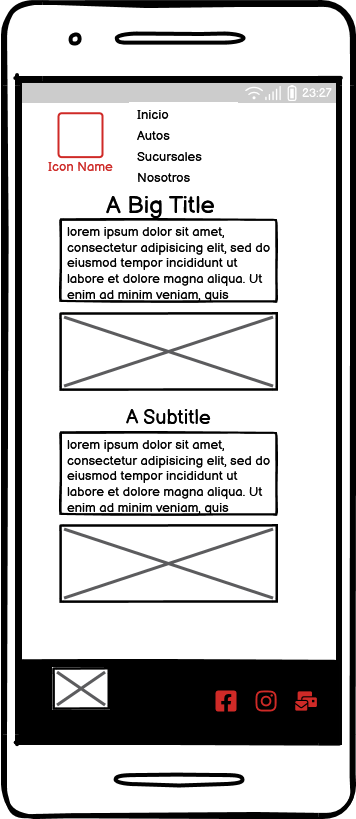 23:27
Inicio
Autos
Sucursales
Nosotros
Icon Name
A Big Title
lorem ipsum dolor sit amet,
consectetur adipisicing elit, sed do
eiusmod tempor incididunt ut
labore et dolore magna aliqua. Ut
enim ad minim veniam, quis
A Subtitle
lorem ipsum dolor sit amet,
consectetur adipisicing elit, sed do
eiusmod tempor incididunt ut
labore et dolore magna aliqua. Ut
enim ad minim veniam, quis